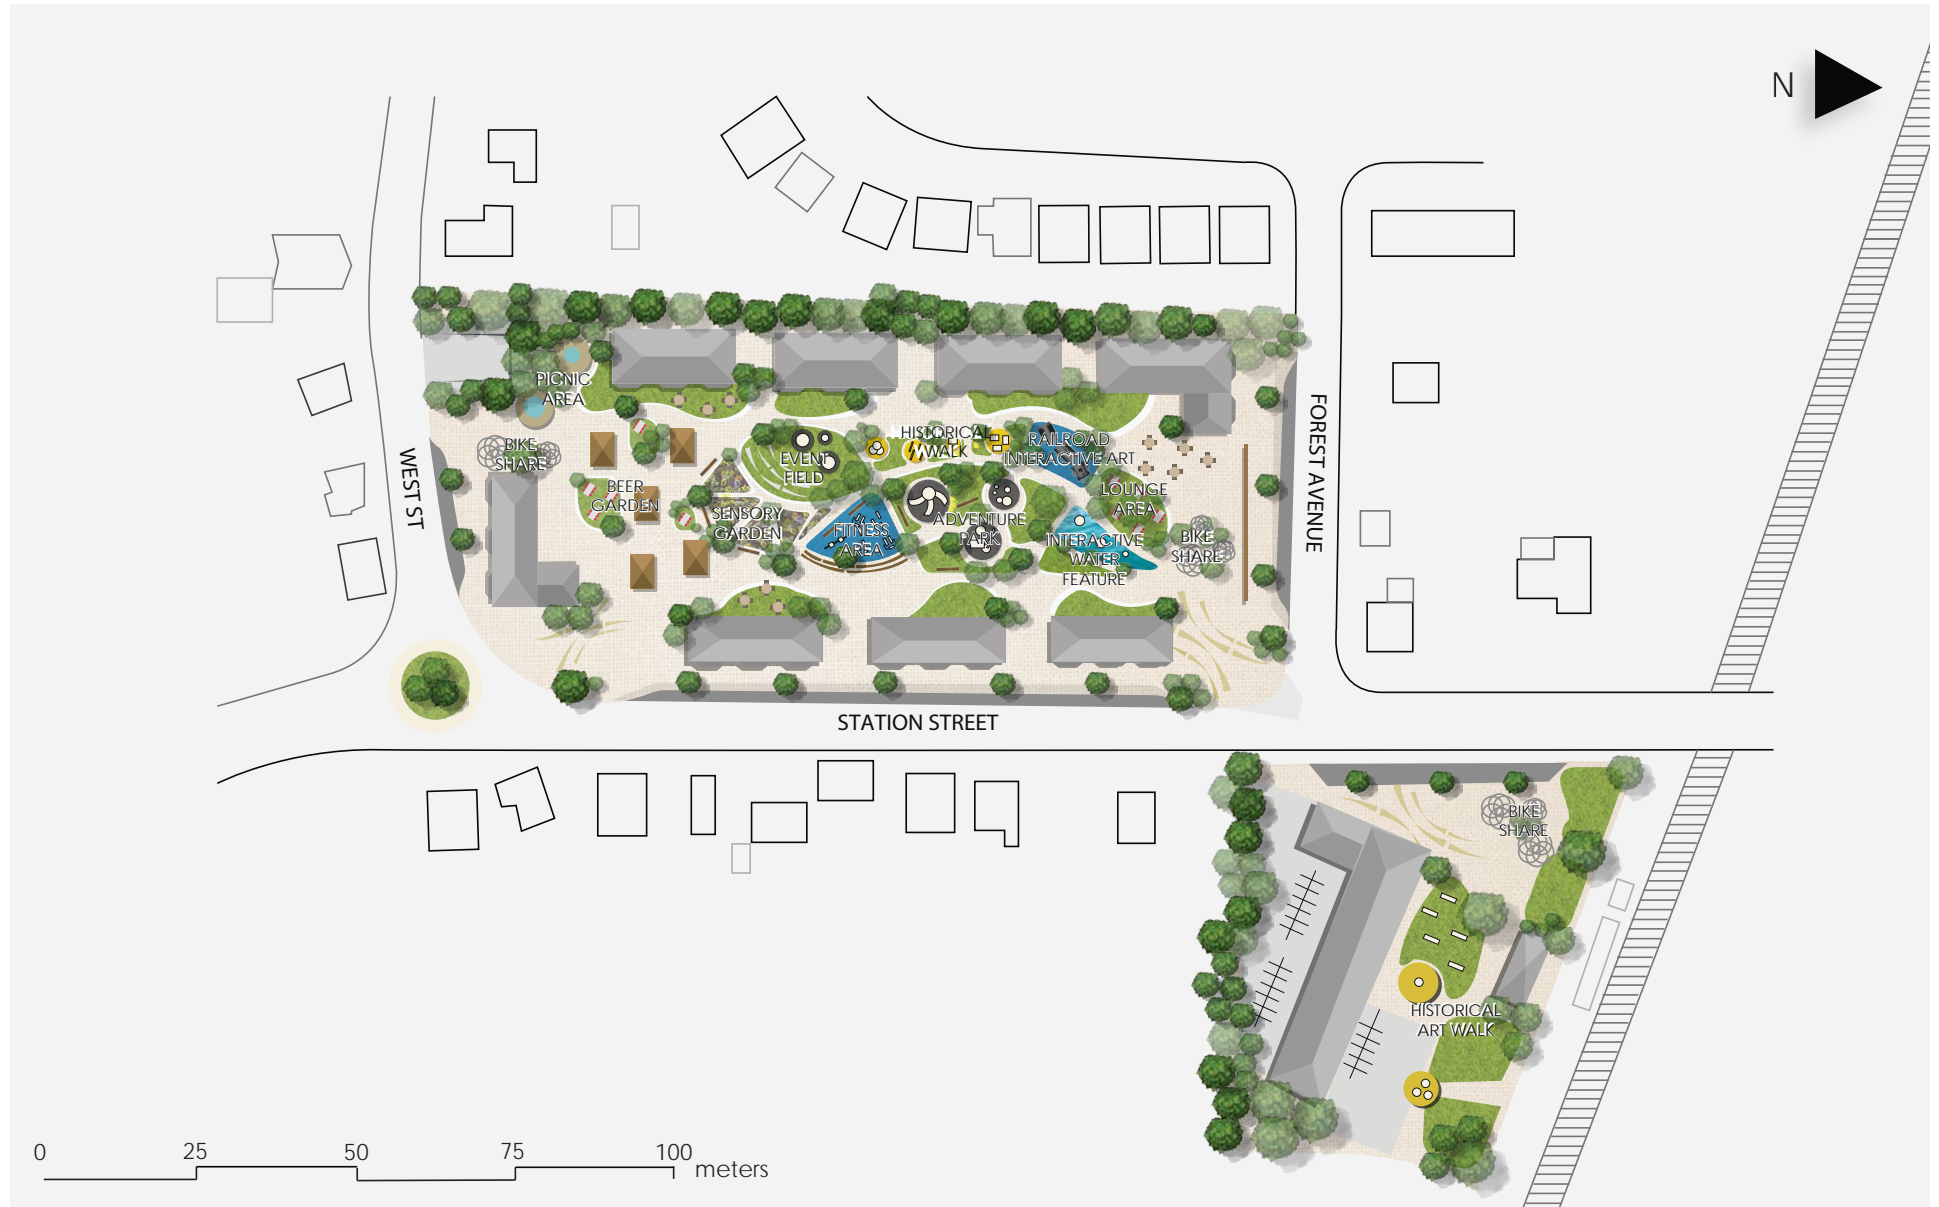 N
PICNIC
AREA
BIKE
SHARE
WEST ST
BEER
GARDEN
SENSORY
GARDEN
EVENT
FIELD
FITNESS
AREA
HISTORICAL
WALK
ADVENTURE
PARK
RAILROAD
INTERACTIVE ART
LOUNGE
AREA
INTERACTIVE
WATER
FEATURE
BIKE
SHARE
FOREST AVENUE
STATION STREET
BIKE
SHARE
HISTORICAL
ART WALK
0 25 50 75 100
meters